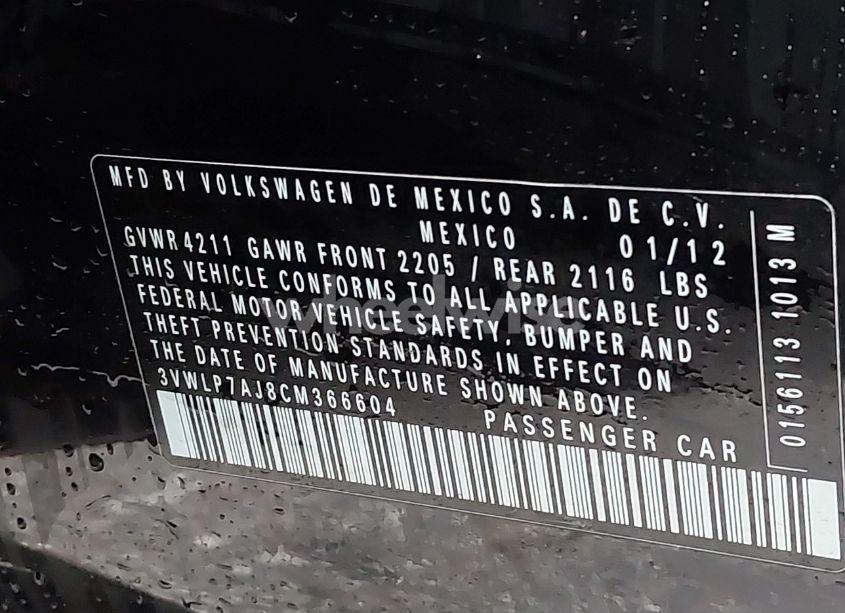 MFD BY VOLKSWAGEN DE MEXICO S.A. DE C.V.
MEXICO 01/12
GVWR 4211 GAWR FRONT 2205 / REAR 2116 LBS
THIS VEHICLE CONFORMS TO ALL APPLICABLE U.S.
FEDERAL MOTOR VEHICLE SAFETY, BUMPER AND
THEFT PREVENTION STANDARDS IN EFFECT ON
THE DATE OF MANUFACTURE SHOWN ABOVE.
3VWLP7AJ8CM366604 PASSENGER CAR
0156113 1013 M
wheelwise